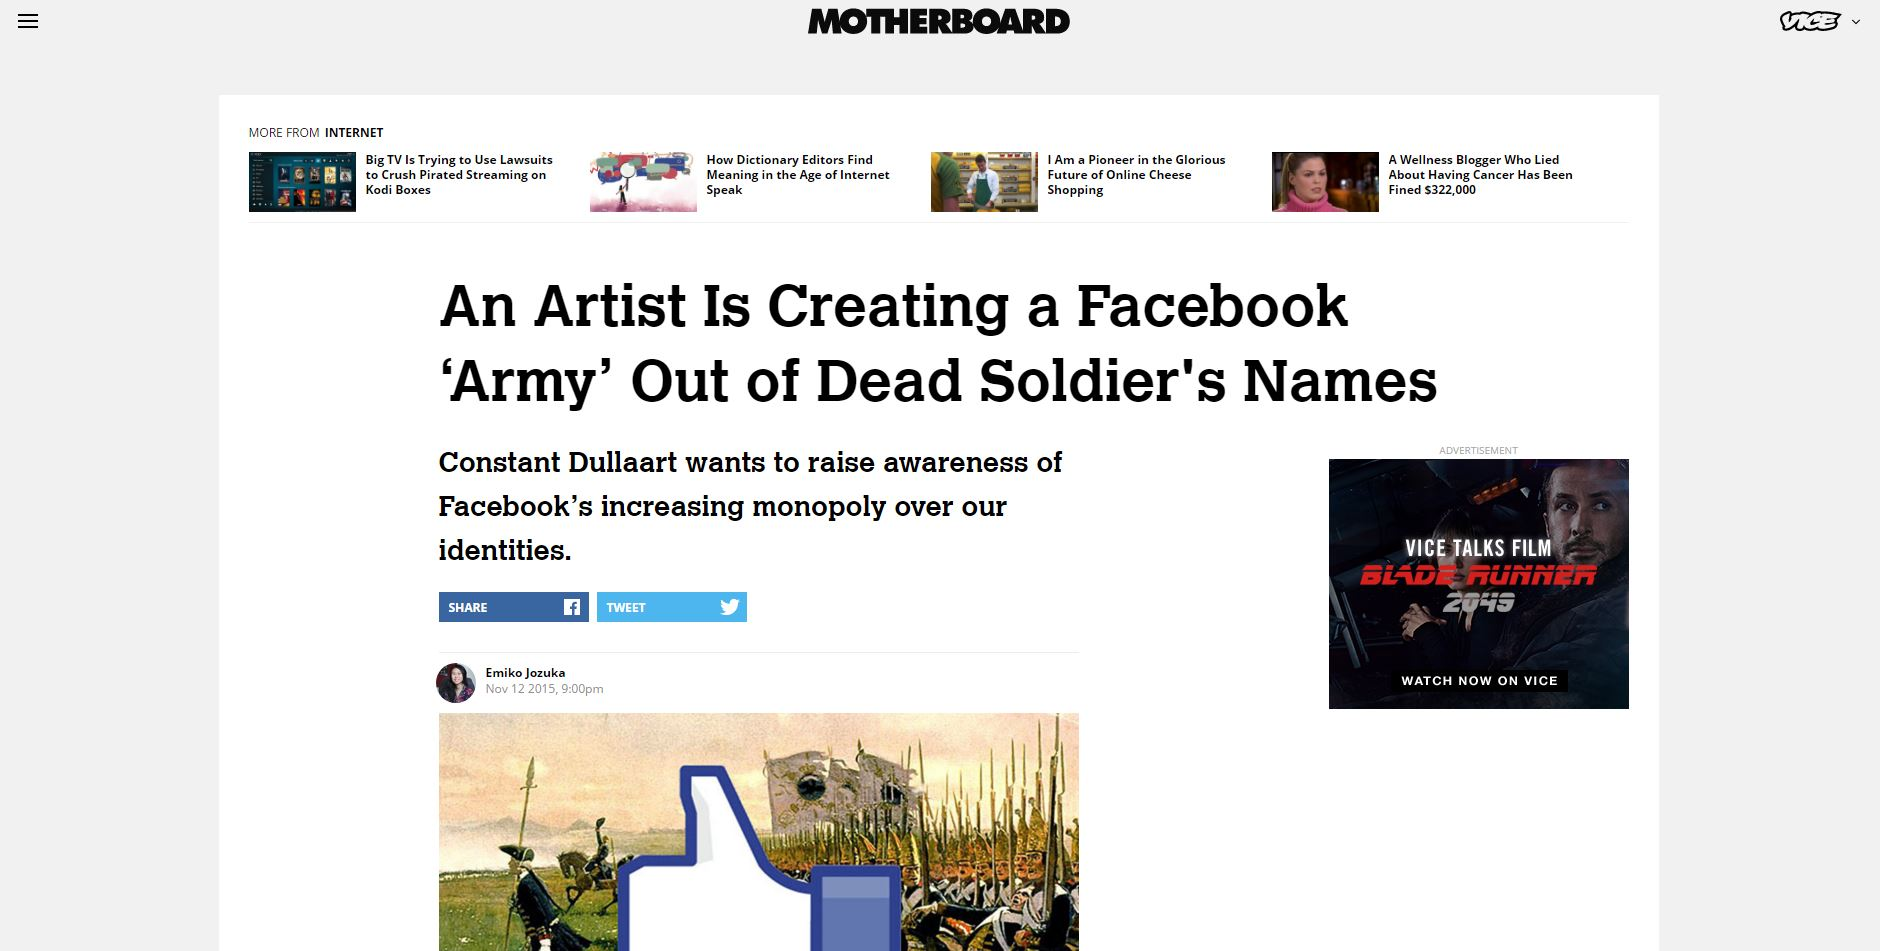 MOTHERBOARD
VICE
MORE FROM INTERNET
Big TV Is Trying to Use Lawsuits
to Crush Pirated Streaming on
Kodi Boxes
How Dictionary Editors Find
Meaning in the Age of Internet
Speak
I Am a Pioneer in the Glorious
Future of Online Cheese
Shopping
A Wellness Blogger Who Lied
About Having Cancer Has Been
Fined $322,000
An Artist Is Creating a Facebook
‘Army’ Out of Dead Soldier's Names
Constant Dullaart wants to raise awareness of
Facebook’s increasing monopoly over our
identities.
SHARE
TWEET
Emiko Jozuka
Nov 12 2015, 9:00pm
ADVERTISEMENT
VICE TALKS FILM
BLADE RUNNER
2049
WATCH NOW ON VICE